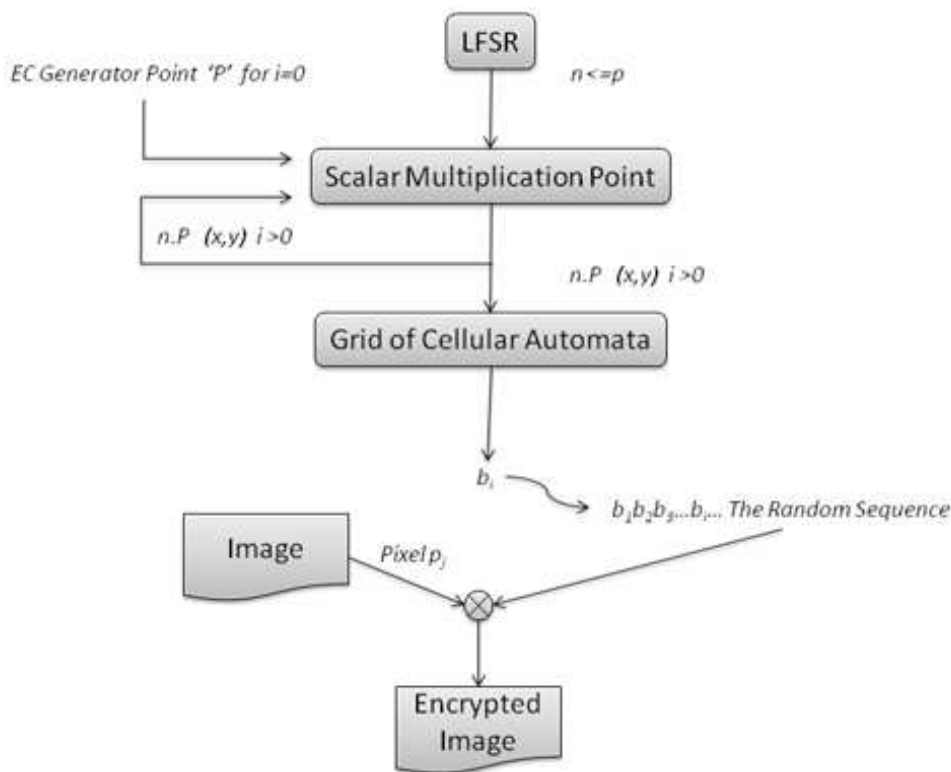 LFSR
EC Generator Point ‘P’ for i=0
n<=p
Scalar Multiplication Point
n.P (x,y) i >0
n.P (x,y) i >0
Grid of Cellular Automata
bᵢ
b₁b₂b₃...bᵢ... The Random Sequence
Image
Pixel pⱼ
Encrypted
Image